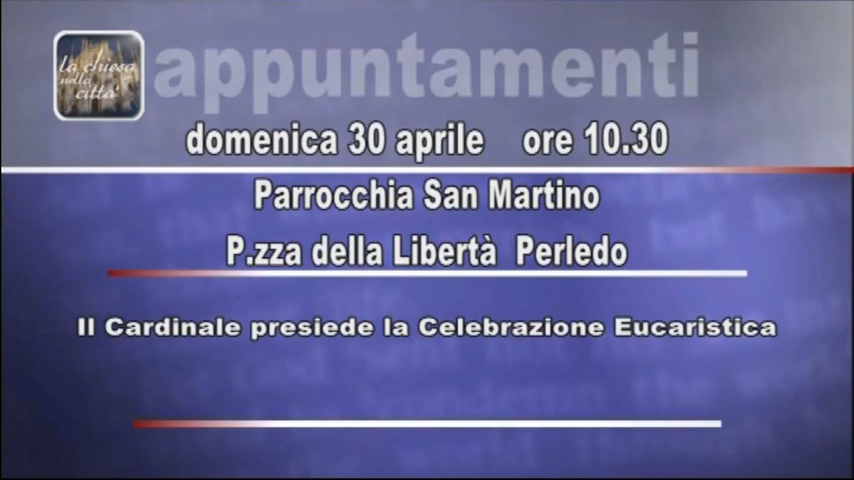 la chiesa
nella
città
appuntamenti
domenica 30 aprile ore 10.30
Parrocchia San Martino
P.zza della Libertà Perledo
Il Cardinale presiede la Celebrazione Eucaristica